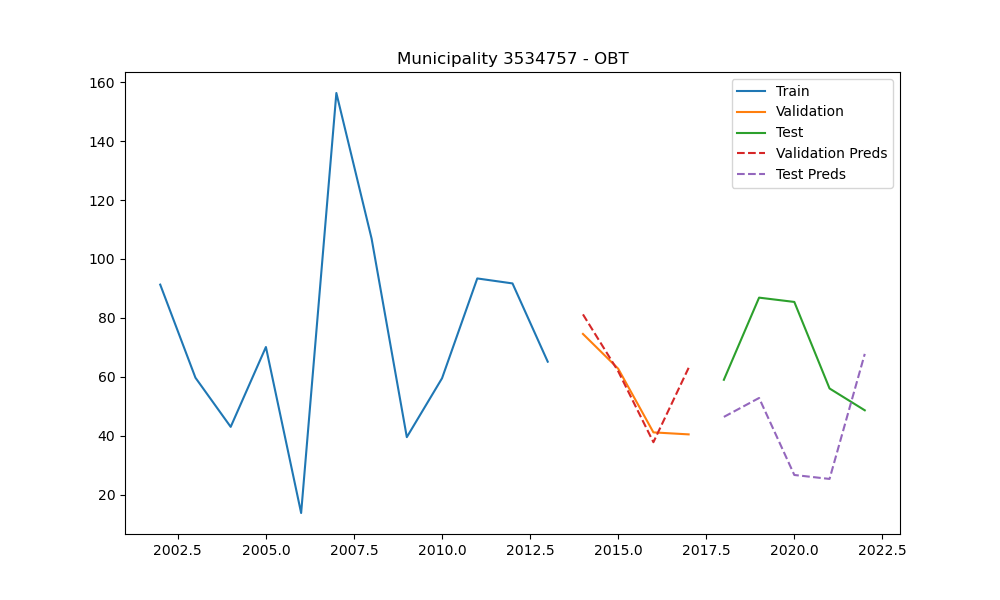 Municipality 3534757 - OBT
160
140
120
100
80
60
40
20
Train
Validation
Test
Validation Preds
Test Preds
2002.5 2005.0 2007.5 2010.0 2012.5 2015.0 2017.5 2020.0 2022.5